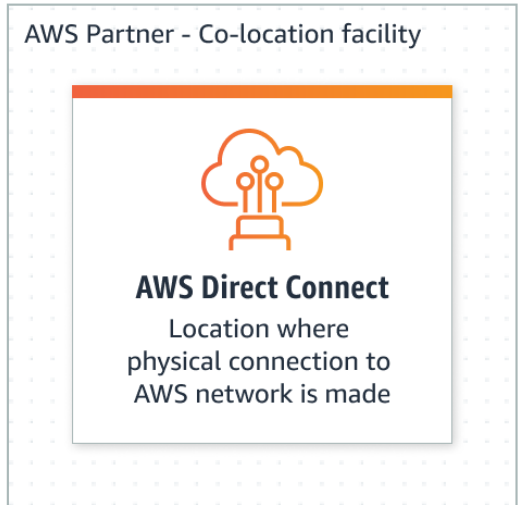 AWS Partner - Co-location facility
AWS Direct Connect
Location where
physical connection to
AWS network is made